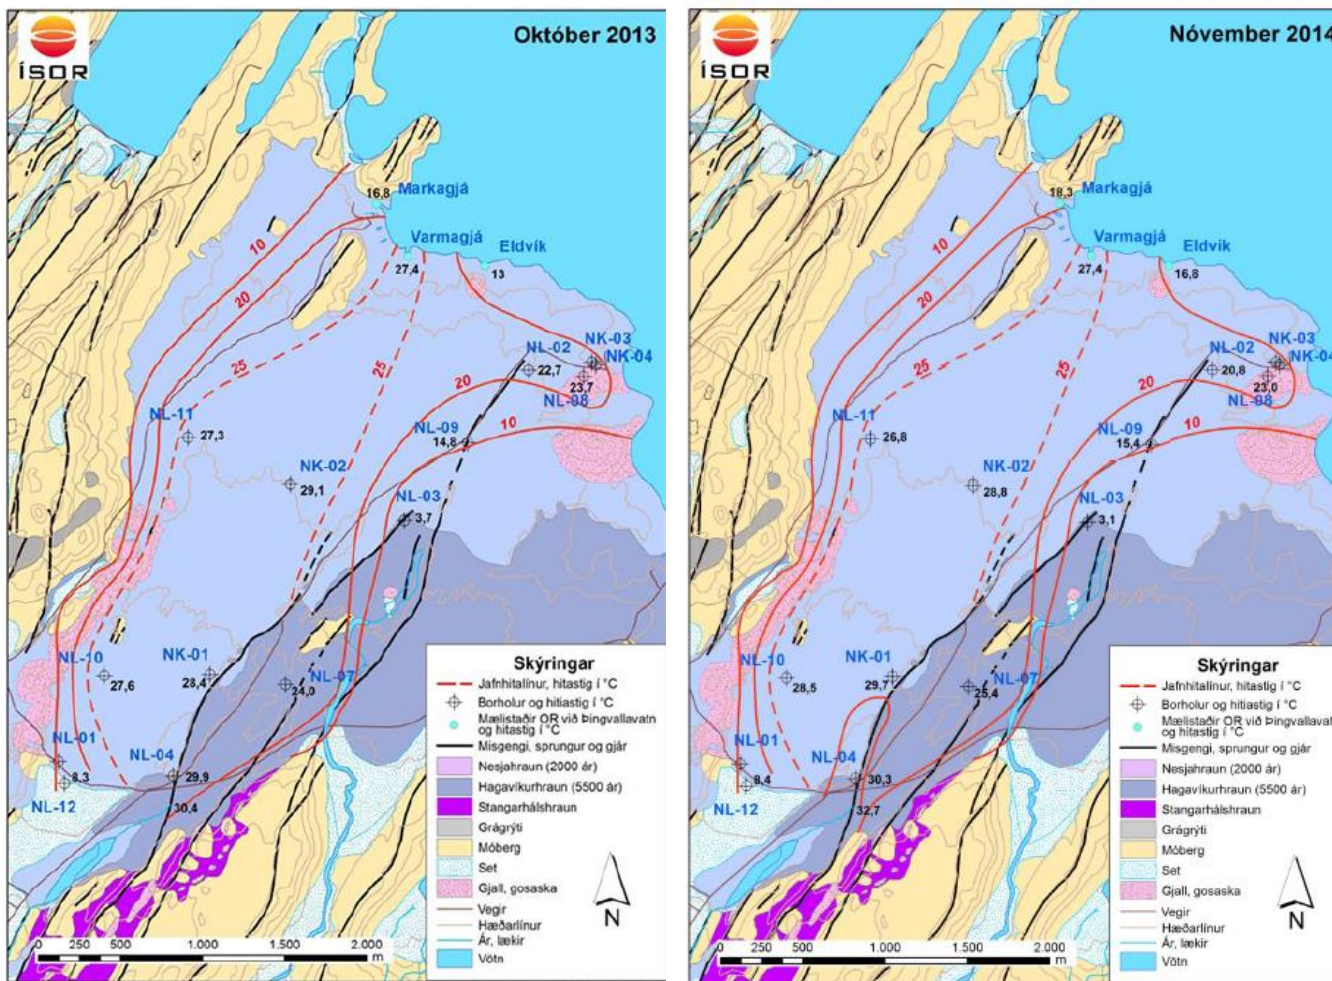 ÍSOR
Október 2013
16,8
Markagjá
Varmagjá
27,4
Eldvík
13
10
20
25
25
NK-03
NL-02
NK-04
22,7
23,7
20
NL-08
NL-11
27,3
NL-09
14,8
10
NK-02
29,1
NL-03
3,7
NL-10
27,6
NK-01
28,4
NL-07
24,0
NL-01
8,3
NL-04
29,9
NL-12
30,4
Skýringar
Jafnhitalínur, hitastig í °C
Borholur og hitiastig í °C
Mælistaðir OR við Þingvallavatn
og hitastig í °C
Misgengi, sprungur og gjár
Nesjahraun (2000 ár)
Hagavíkurhraun (5500 ár)
Stangarhálshraun
Grágrýti
Móberg
Set
Gjall, gosaska
Vegir
Hæðarlínur
Ár, lækir
Vötn
N
0 250 500 1.000 1.500 2.000
m
ÍSOR
Nóvember 2014
18,3
Markagjá
Varmagjá
27,4
Eldvík
16,8
10
20
25
25
NK-03
NL-02
NK-04
20,8
23,0
20
NL-08
NL-11
26,8
NL-09
15,4
10
NK-02
28,8
NL-03
3,1
NL-10
28,5
NK-01
29,7
NL-07
25,4
NL-01
8,4
NL-04
30,3
NL-12
32,7
Skýringar
Jafnhitalínur, hitastig í °C
Borholur og hitiastig í °C
Mælistaðir OR við Þingvallavatn
og hitastig í °C
Misgengi, sprungur og gjár
Nesjahraun (2000 ár)
Hagavíkurhraun (5500 ár)
Stangarhálshraun
Grágrýti
Móberg
Set
Gjall, gosaska
Vegir
Hæðarlínur
Ár, lækir
Vötn
N
0 250 500 1.000 1.500 2.000
m